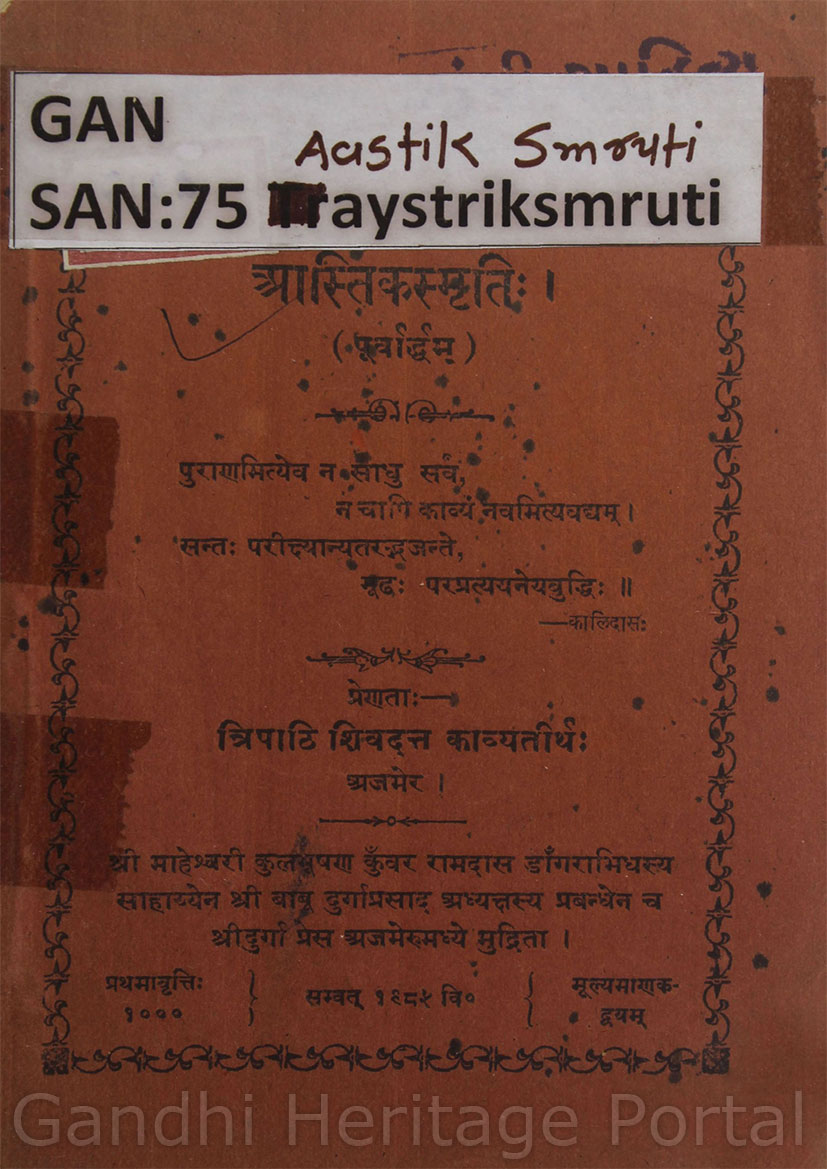 GAN
Aastik Smruti
SAN:75 raystriksmruti
आस्तिकस्मृतिः ।
( पूर्वार्द्धम् )
पुराणमित्येव न साधु सर्वं,
न चापि काव्यं नवमित्यवद्यम् ।
सन्तः परीक्ष्यान्यतरद्भजन्ते,
मूढः परप्रत्ययनेयबुद्धिः ॥
—कालिदासः
प्रेणताः—
त्रिपाठि शिवदत्त काव्यतीर्थः
अजमेर ।
श्री माहेश्वरी कुलभूषण कुँवर रामदास डाँगराभिधस्य
साहाय्येन श्री बाबू दुर्गाप्रसाद अध्यक्षस्य प्रबन्धेन च
श्रीदुर्गा प्रेस अजमेरुमध्ये मुद्रिता ।
प्रथमावृत्तिः
१०००
सम्वत् १९८५ वि०
मूल्यमाणक-
द्वयम्
Gandhi Heritage Portal